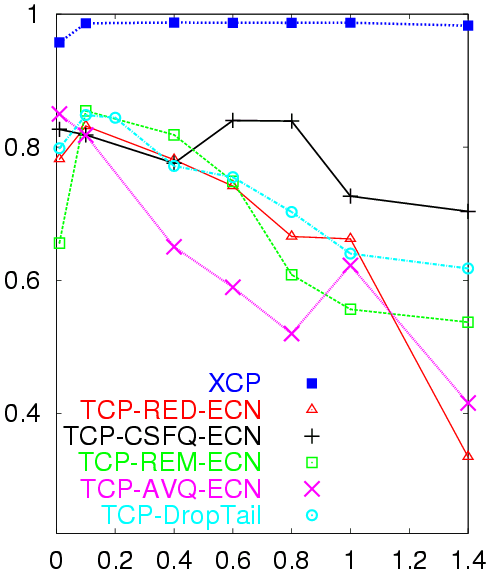 1
0.8
0.6
0.4
XCP
TCP-RED-ECN
TCP-CSFQ-ECN
TCP-REM-ECN
TCP-AVQ-ECN
TCP-DropTail
0 0.2 0.4 0.6 0.8 1 1.2 1.4